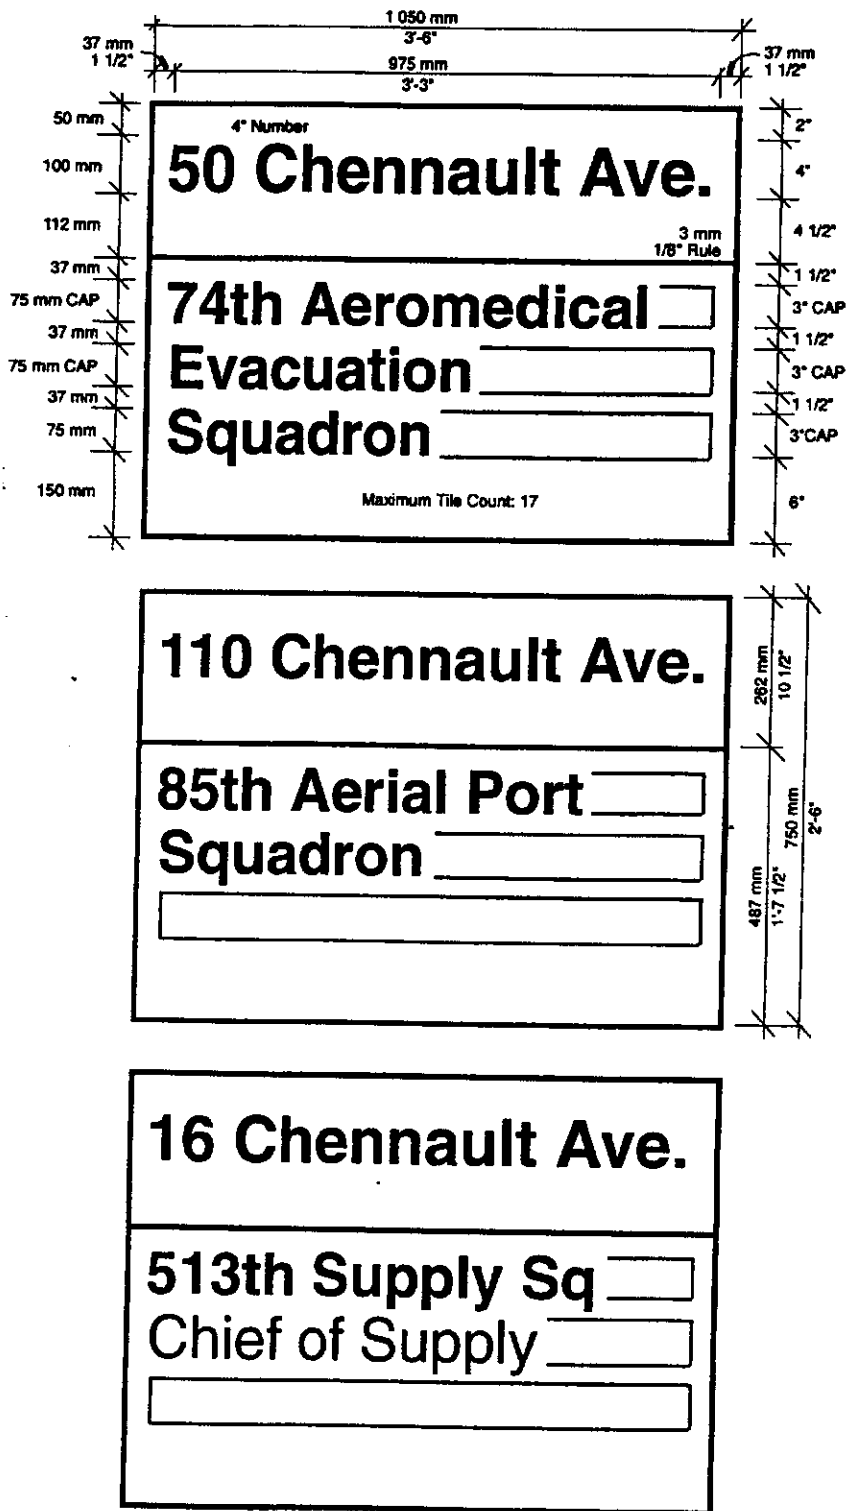 1 050 mm
3'-6"
37 mm
1 1/2"
975 mm
3'-3"
37 mm
1 1/2"
50 mm
4" Number
2"
50 Chennault Ave.
100 mm
4"
112 mm
3 mm
1/8" Rule
4 1/2"
37 mm
1 1/2"
75 mm CAP
74th Aeromedical
3" CAP
37 mm
1 1/2"
75 mm CAP
Evacuation
3" CAP
37 mm
1 1/2"
75 mm
Squadron
3"CAP
150 mm
Maximum Tile Count: 17
6"
110 Chennault Ave.
262 mm
10 1/2"
85th Aerial Port
Squadron
750 mm
2'-6"
487 mm
1'-7 1/2"
16 Chennault Ave.
513th Supply Sq
Chief of Supply